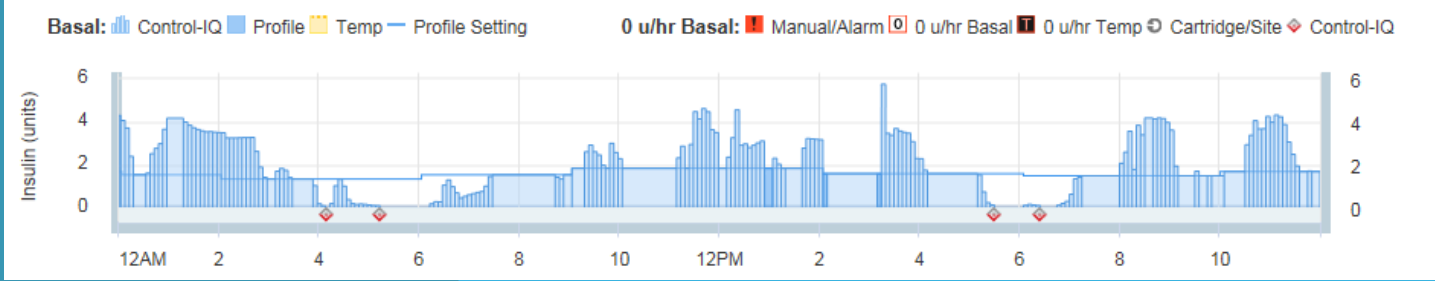 Basal: Control-IQ Profile Temp Profile Setting 0 u/hr Basal: ! Manual/Alarm 0 0 u/hr Basal T 0 u/hr Temp Cartridge/Site Control-IQ
6 6
4 4
2 2
0 0
Insulin (units)
12AM 2 4 6 8 10 12PM 2 4 6 8 10